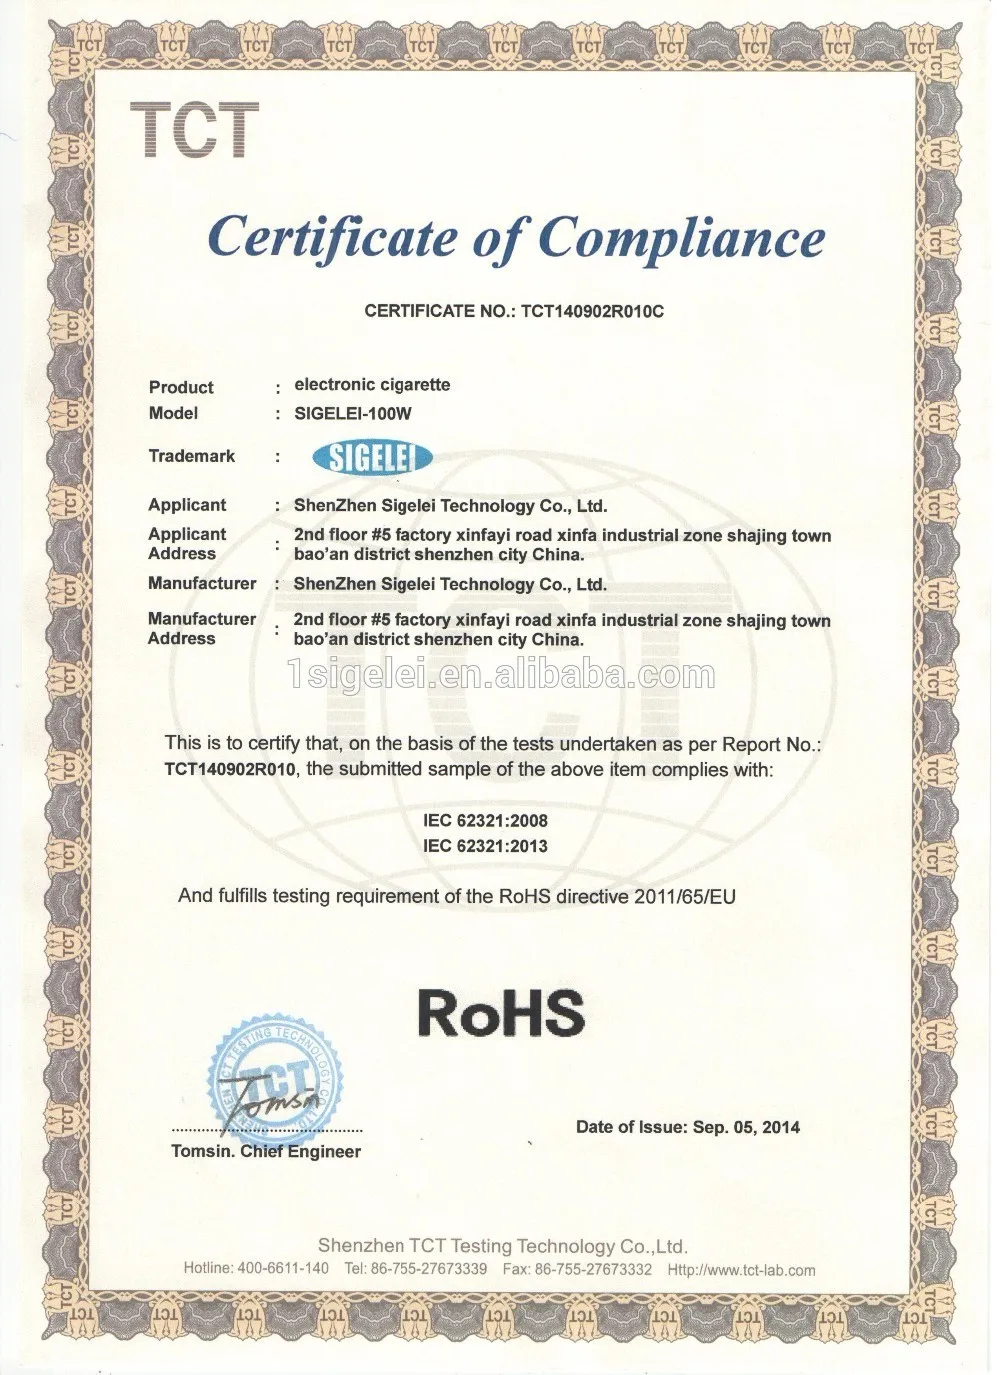 TCT
Certificate of Compliance
CERTIFICATE NO.: TCT140902R010C
Product : electronic cigarette
Model : SIGELEI-100W
Trademark : SIGELEI
Applicant : ShenZhen Sigelei Technology Co., Ltd.
Applicant Address : 2nd floor #5 factory xinfayi road xinfa industrial zone shajing town
bao'an district shenzhen city China.
Manufacturer : ShenZhen Sigelei Technology Co., Ltd.
Manufacturer Address : 2nd floor #5 factory xinfayi road xinfa industrial zone shajing town
bao'an district shenzhen city China.
1sigelei.en.alibaba.com
This is to certify that, on the basis of the tests undertaken as per Report No.:
TCT140902R010, the submitted sample of the above item complies with:
IEC 62321:2008
IEC 62321:2013
And fulfills testing requirement of the RoHS directive 2011/65/EU
RoHS
SHENZHEN TCT TESTING TECHNOLOGY CO., LTD.
TCT
Tomsin
Tomsin. Chief Engineer
Date of Issue: Sep. 05, 2014
Shenzhen TCT Testing Technology Co.,Ltd.
Hotline: 400-6611-140 Tel: 86-755-27673339 Fax: 86-755-27673332 Http://www.tct-lab.com